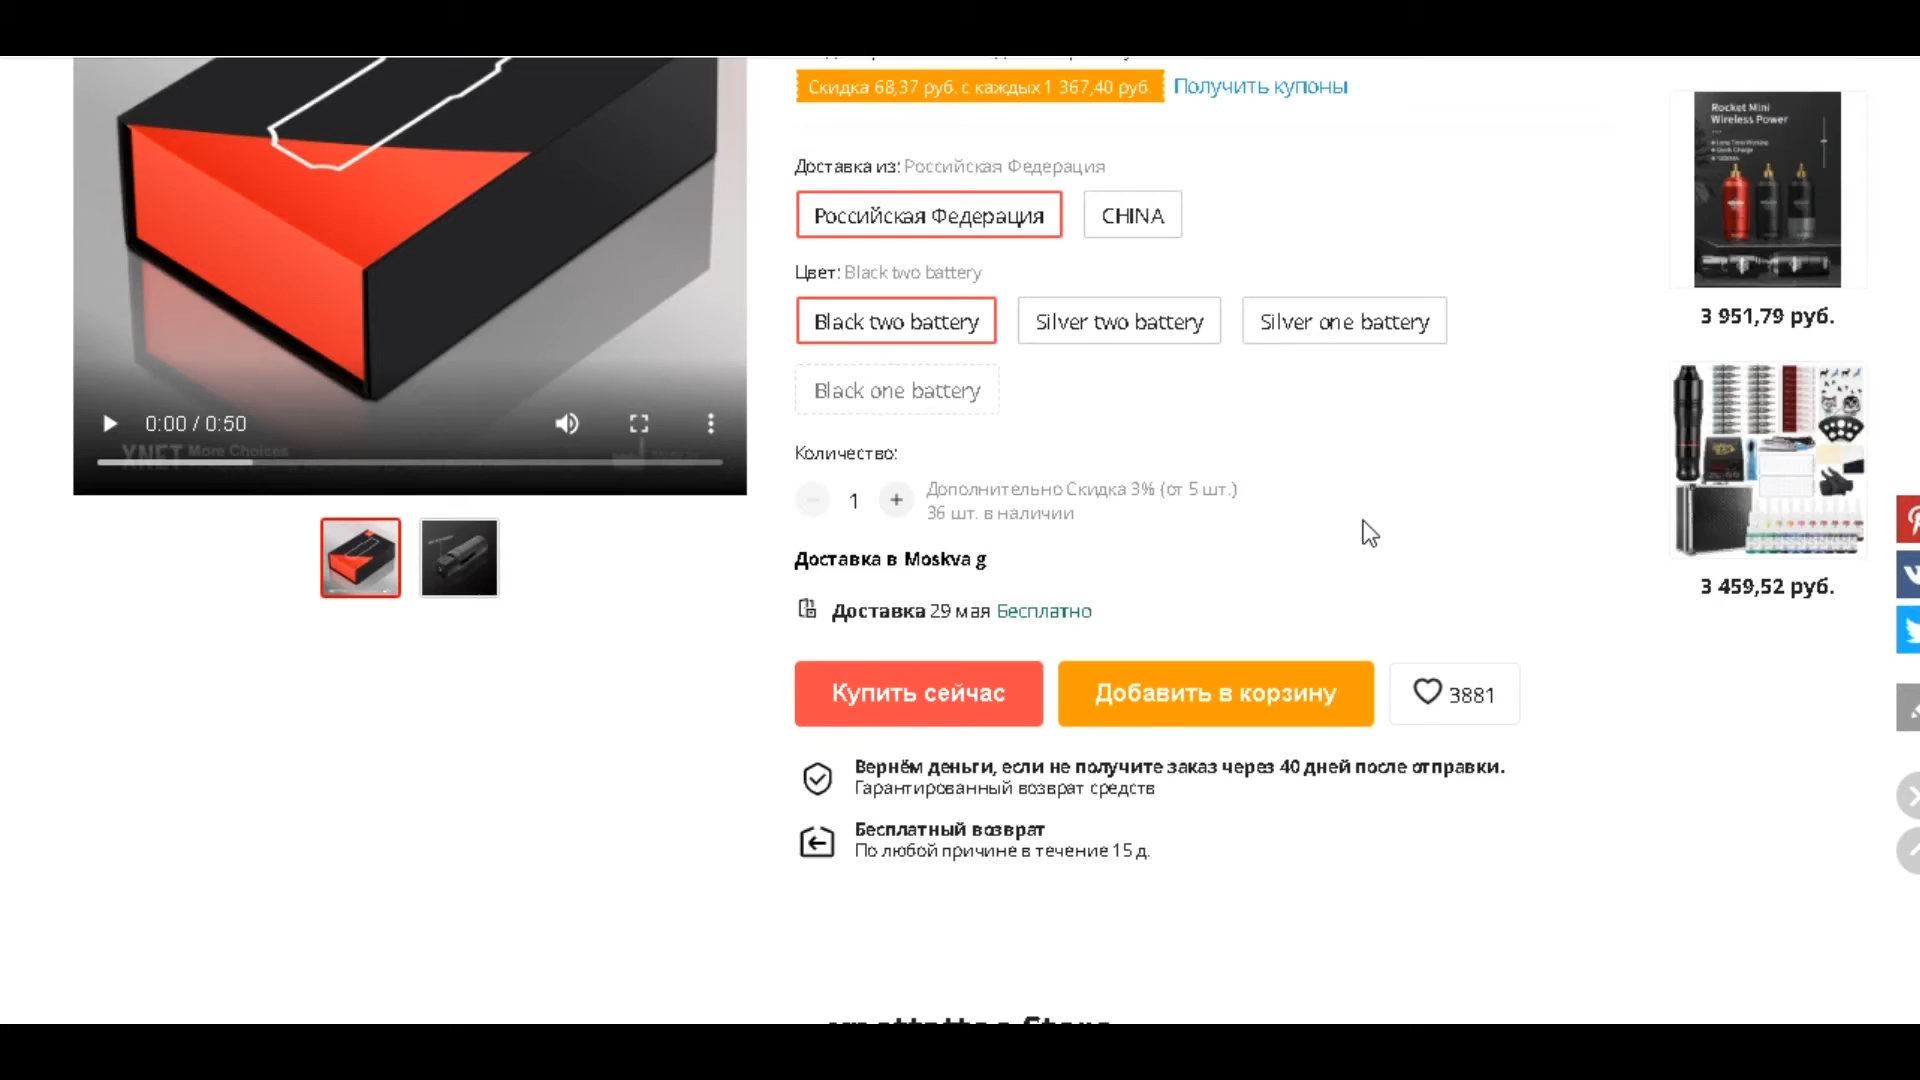 Скидка 68,37 руб. с каждых 1 367,40 руб. Получить купоны
Доставка из: Российская Федерация
Российская Федерация
CHINA
Цвет: Black two battery
Black two battery
Silver two battery
Silver one battery
Black one battery
Количество:
1
Дополнительно Скидка 3% (от 5 шт.)
36 шт. в наличии
Доставка в Moskva g
Доставка 29 мая Бесплатно
Купить сейчас
Добавить в корзину
3881
Вернём деньги, если не получите заказ через 40 дней после отправки.
Гарантированный возврат средств
Бесплатный возврат
По любой причине в течение 15 д.
0:00 / 0:50
XNET More Choices
Rocket Mini
Wireless Power
3 951,79 руб.
3 459,52 руб.